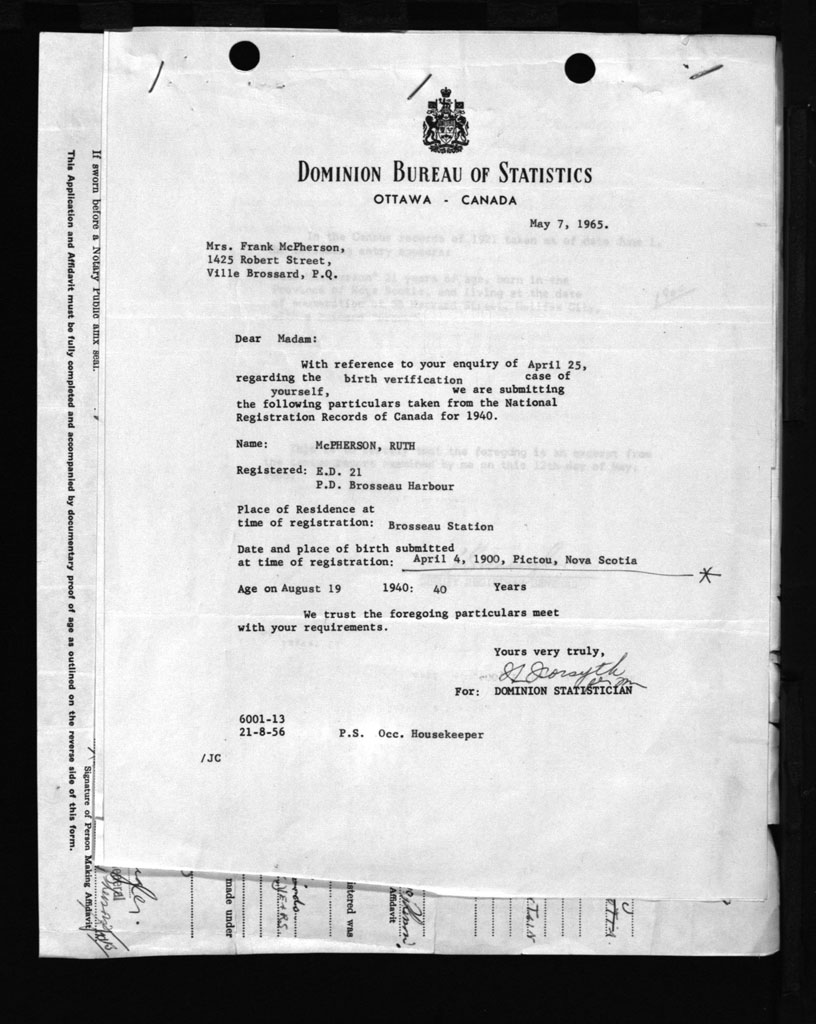 DOMINION BUREAU OF STATISTICS
OTTAWA - CANADA
May 7, 1965.
Mrs. Frank McPherson,
1425 Robert Street,
Ville Brossard, P.Q.
Dear Madam:
With reference to your enquiry of April 25,
regarding the birth verification case of
yourself, we are submitting
the following particulars taken from the National
Registration Records of Canada for 1940.
Name: McPHERSON, RUTH
Registered: E.D. 21
P.D. Brosseau Harbour
Place of Residence at
time of registration: Brosseau Station
Date and place of birth submitted
at time of registration: April 4, 1900, Pictou, Nova Scotia
Age on August 19 1940: 40 Years
We trust the foregoing particulars meet
with your requirements.
Yours very truly,
Forsyth
For: DOMINION STATISTICIAN
6001-13
21-8-56 P.S. Occ. Housekeeper
/JC
If sworn before a Notary Public seal.
This Application and Affidavit must be fully completed and accompanied by documentary proof of age as outlined on the reverse side of this form.
Signature of Person Making Affidavit
made under
YEARS
istered was